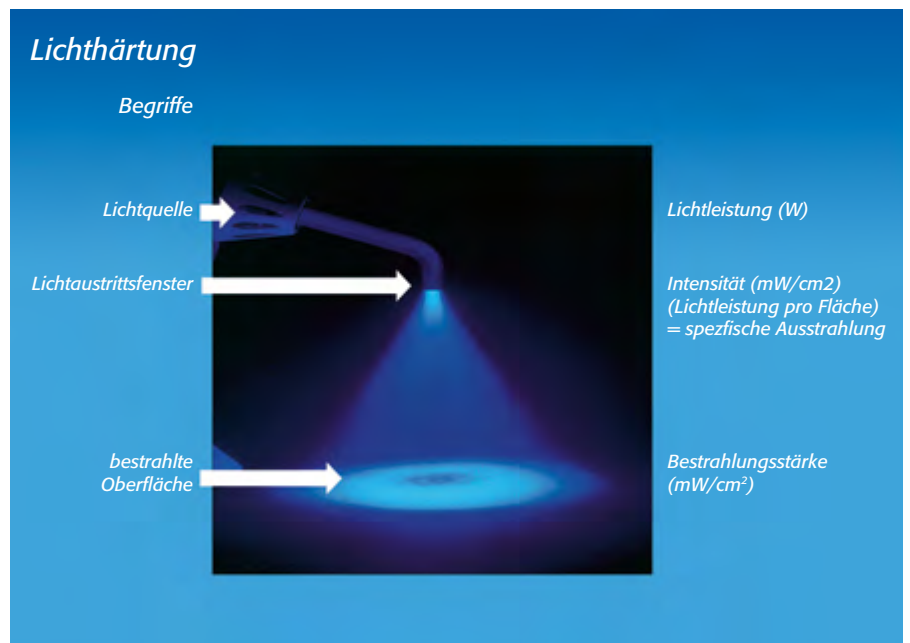 Lichthärtung
Begriffe
Lichtquelle
Lichtleistung (W)
Lichtaustrittsfenster
Intensität (mW/cm2)
(Lichtleistung pro Fläche)
= spezfische Ausstrahlung
bestrahlte
Oberfläche
Bestrahlungsstärke
(mW/cm²)